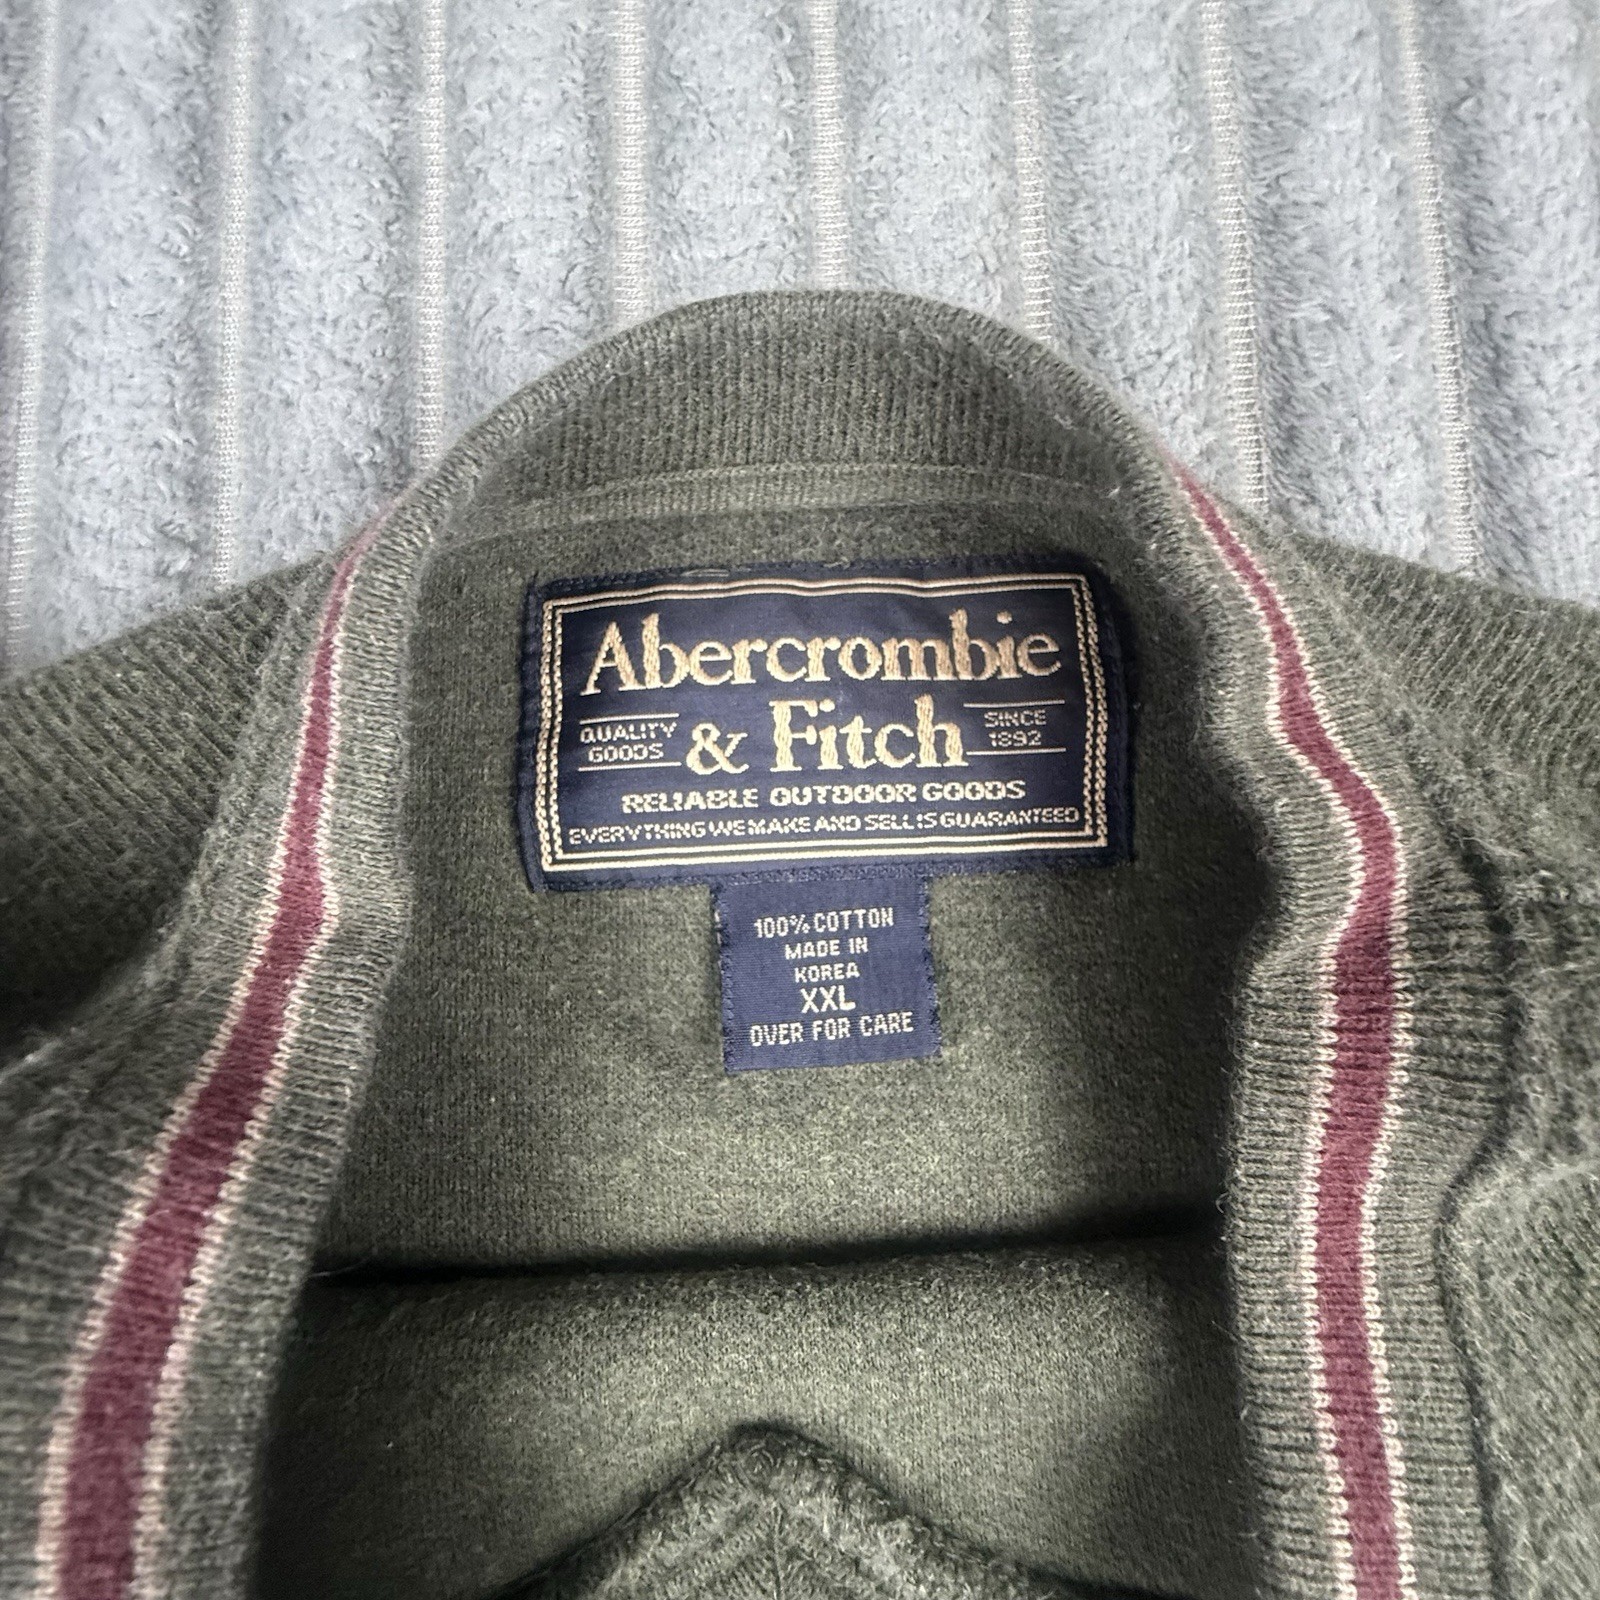 Abercrombie
& Fitch
QUALITY
GOODS
SINCE
1892
RELIABLE OUTDOOR GOODS
EVERYTHING WE MAKE AND SELL IS GUARANTEED
100% COTTON
MADE IN
KOREA
XXL
OVER FOR CARE